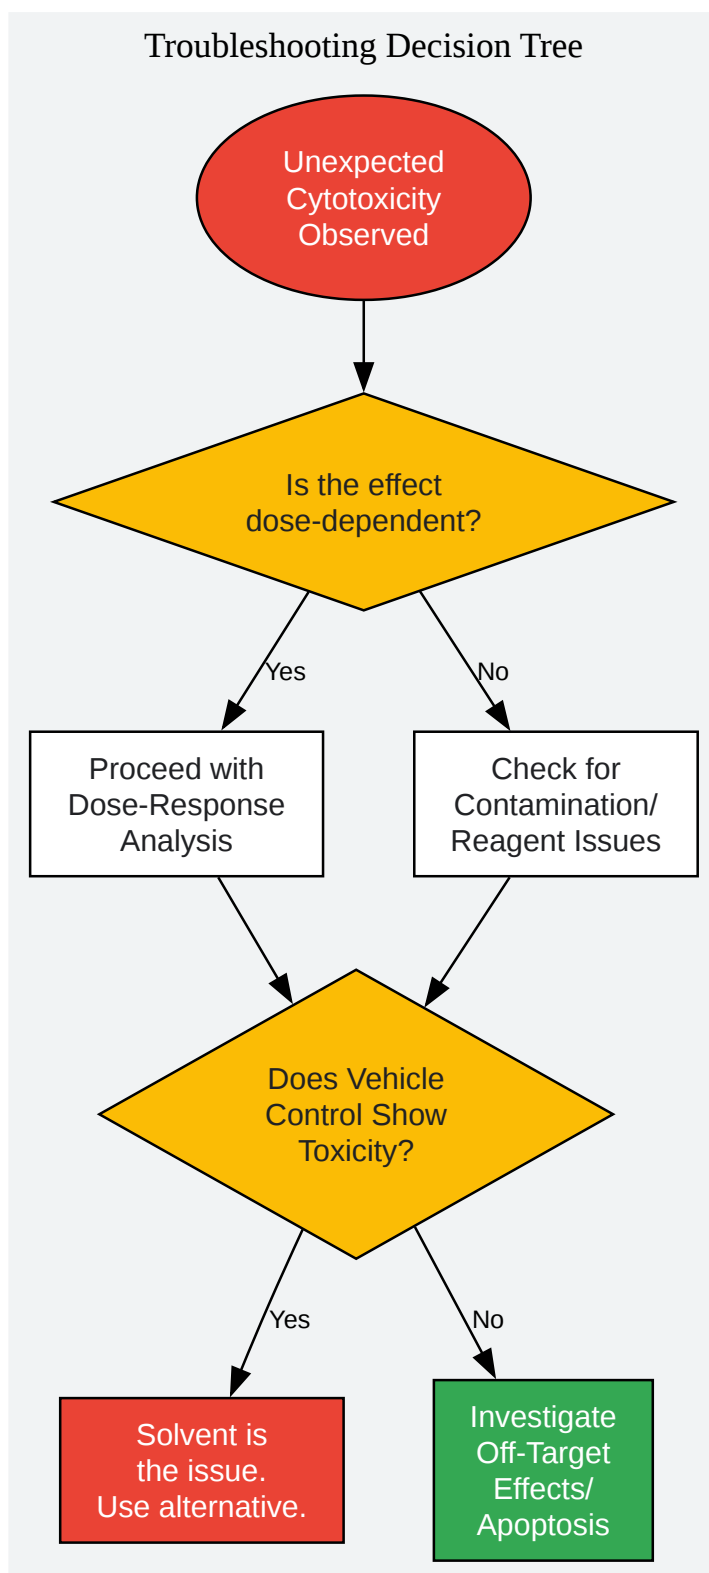 Troubleshooting Decision Tree
Unexpected
Cytotoxicity
Observed
Is the effect
dose-dependent?
Yes
No
Proceed with
Dose-Response
Analysis
Check for
Contamination/
Reagent Issues
Does Vehicle
Control Show
Toxicity?
Yes
No
Solvent is
the issue.
Use alternative.
Investigate
Off-Target
Effects/
Apoptosis